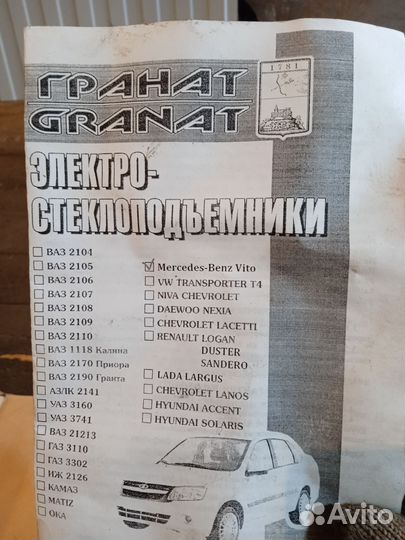 ГРАНАТ
GRANAT
1781
ЭЛЕКТРО-
СТЕКЛОПОДЪЕМНИКИ
ВАЗ 2104
ВАЗ 2105
ВАЗ 2106
ВАЗ 2107
ВАЗ 2108
ВАЗ 2109
ВАЗ 2110
ВАЗ 1118 Калина
ВАЗ 2170 Приора
ВАЗ 2190 Гранта
АЗЛК 2141
УАЗ 3160
УАЗ 3741
ВАЗ 21213
ГАЗ 3110
ГАЗ 3302
ИЖ 2126
КАМАЗ
MATIZ
ОКА
Mercedes-Benz Vito
VW TRANSPORTER T4
NIVA CHEVROLET
DAEWOO NEXIA
CHEVROLET LACETTI
RENAULT LOGAN
DUSTER
SANDERO
LADA LARGUS
CHEVROLET LANOS
HYUNDAI ACCENT
HYUNDAI SOLARIS
Avito